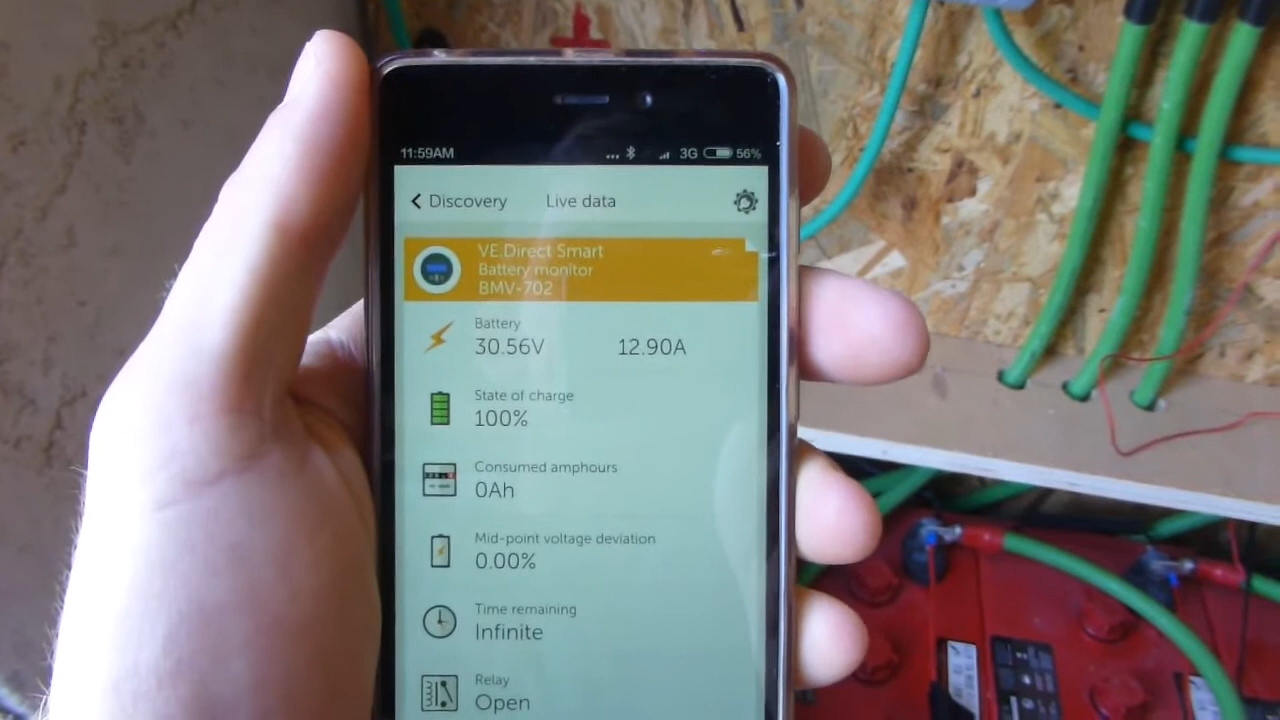 11:59AM ... 3G 56%
Discovery Live data
VE.Direct Smart
Battery monitor
BMV-702
Battery
30.56V 12.90A
State of charge
100%
Consumed amphours
0Ah
Mid-point voltage deviation
0.00%
Time remaining
Infinite
Relay
Open